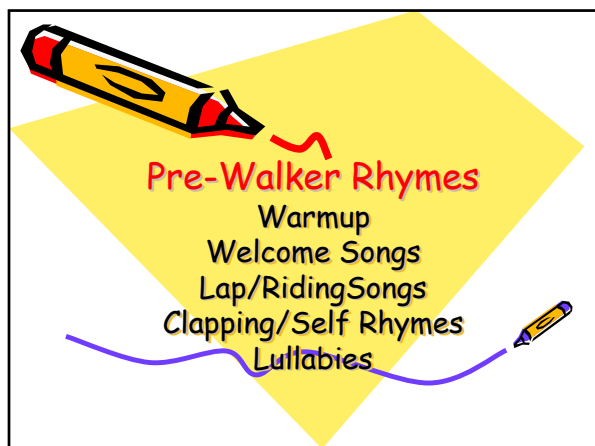 Pre-Walker Rhymes
Warmup
Welcome Songs
Lap/RidingSongs
Clapping/Self Rhymes
Lullabies